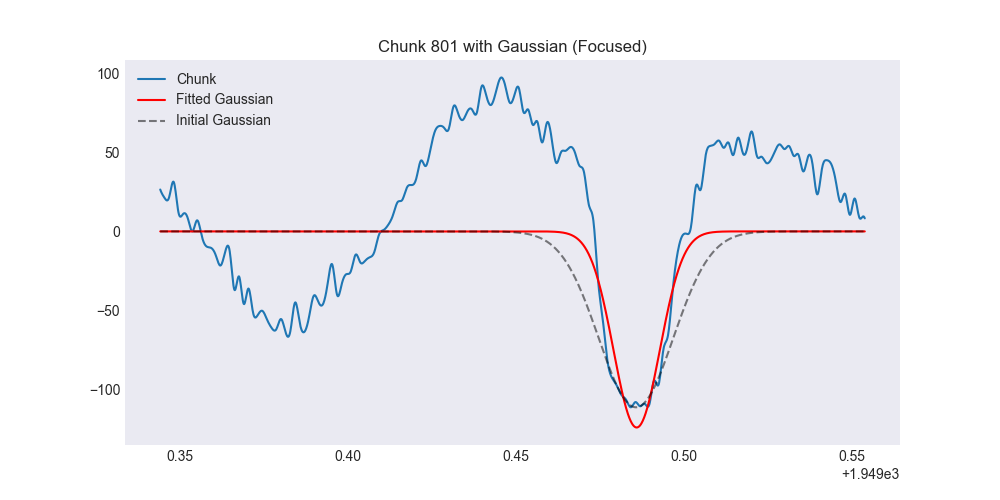 Chunk 801 with Gaussian (Focused)
Chunk
Fitted Gaussian
Initial Gaussian
100
50
0
−50
−100
0.35 0.40 0.45 0.50 0.55
+1.949e3